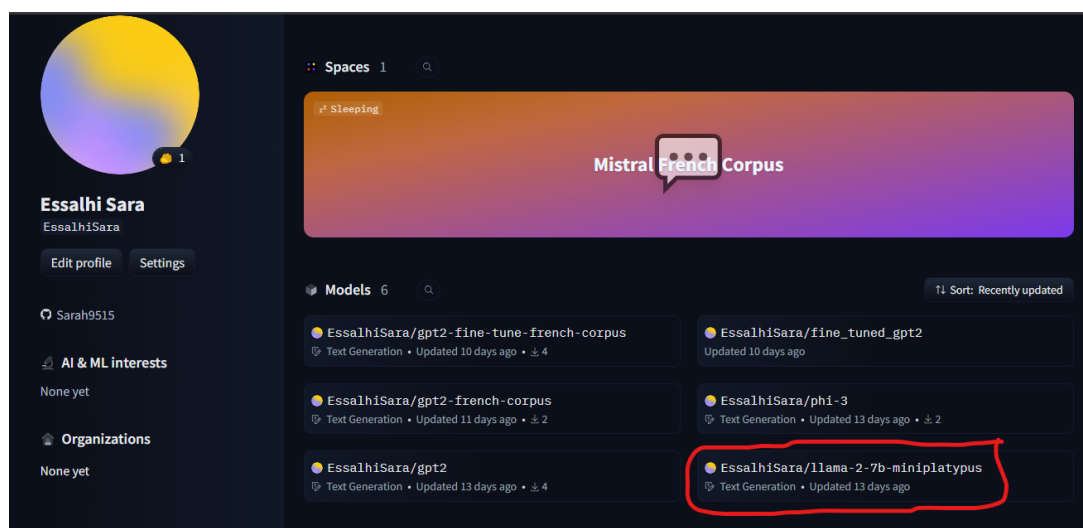 1
Essalhi Sara
EssalhiSara
Edit profile
Settings
Sarah9515
AI & ML interests
None yet
Organizations
None yet
Spaces 1
Sleeping
Mistral French Corpus
Models 6
Sort: Recently updated
EssalhiSara/gpt2-fine-tune-french-corpus
Text Generation • Updated 10 days ago • 4
EssalhiSara/fine_tuned_gpt2
Updated 10 days ago
EssalhiSara/gpt2-french-corpus
Text Generation • Updated 11 days ago • 2
EssalhiSara/phi-3
Text Generation • Updated 13 days ago • 2
EssalhiSara/gpt2
Text Generation • Updated 13 days ago • 4
EssalhiSara/llama-2-7b-miniplatypus
Text Generation • Updated 13 days ago